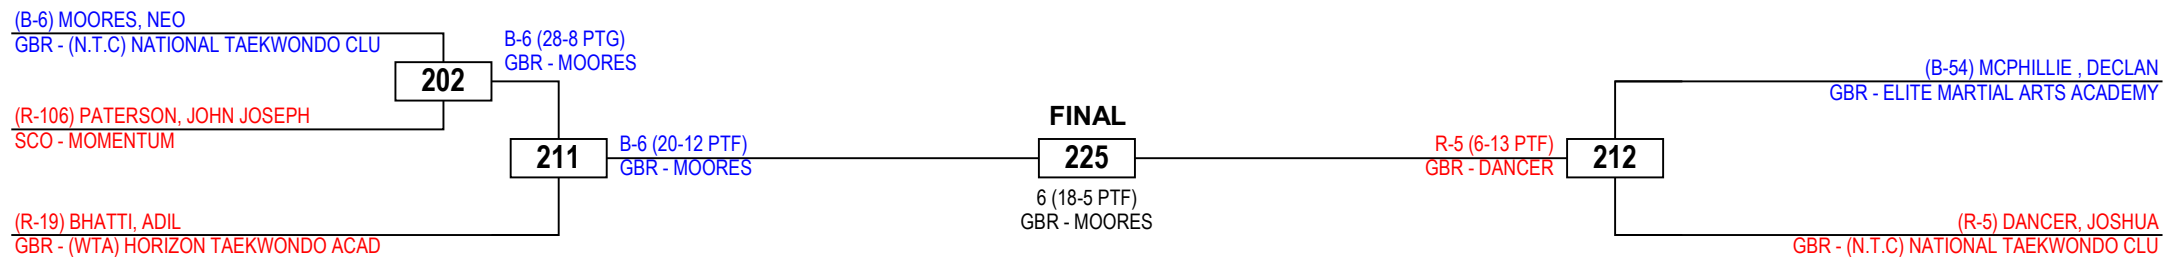 (B-6) MOORES, NEO
GBR - (N.T.C) NATIONAL TAEKWONDO CLU
B-6 (28-8 PTG)
GBR - MOORES
202
(R-106) PATERSON, JOHN JOSEPH
SCO - MOMENTUM
211
B-6 (20-12 PTF)
GBR - MOORES
(R-19) BHATTI, ADIL
GBR - (WTA) HORIZON TAEKWONDO ACAD
FINAL
225
6 (18-5 PTF)
GBR - MOORES
(B-54) MCPHILLIE , DECLAN
GBR - ELITE MARTIAL ARTS ACADEMY
R-5 (6-13 PTF)
GBR - DANCER
212
(R-5) DANCER, JOSHUA
GBR - (N.T.C) NATIONAL TAEKWONDO CLU